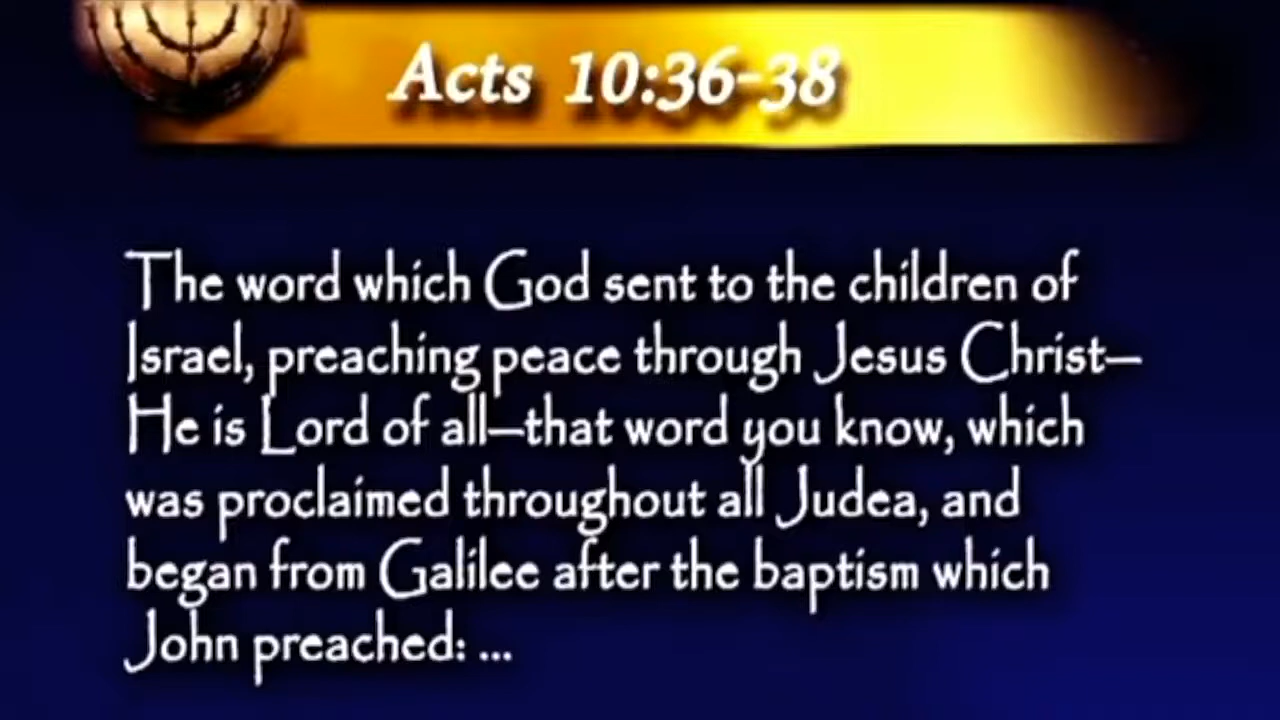 Acts 10:36-38
The word which God sent to the children of
Israel, preaching peace through Jesus Christ—
He is Lord of all—that word you know, which
was proclaimed throughout all Judea, and
began from Galilee after the baptism which
John preached: ...